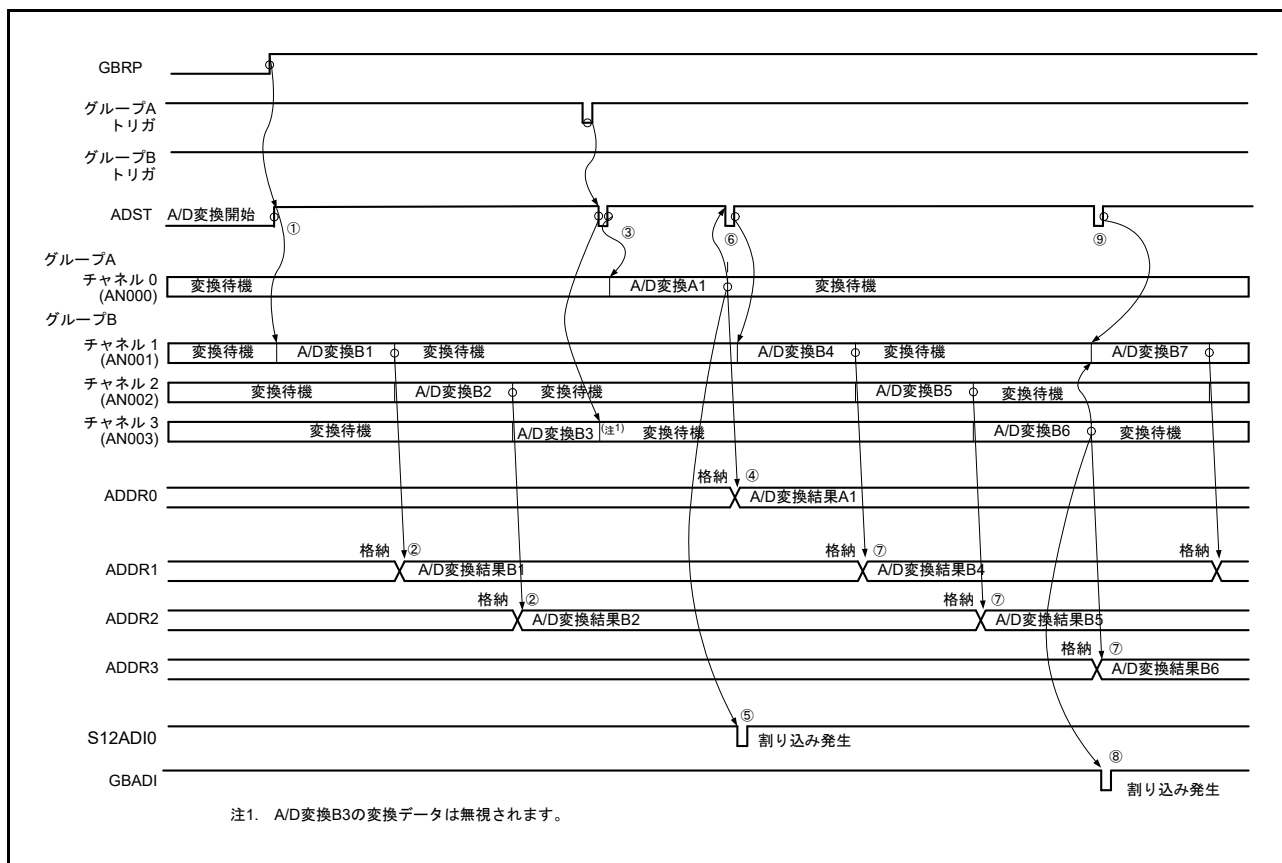 GBRP
グループA
トリガ
グループB
トリガ
ADST A/D変換開始 ① ③ ⑥ ⑨
グループA
チャネル 0
(AN000) 変換待機 A/D変換A1 変換待機
グループB
チャネル 1
(AN001) 変換待機 A/D変換B1 変換待機 A/D変換B4 変換待機 A/D変換B7
チャネル 2
(AN002) 変換待機 A/D変換B2 変換待機 A/D変換B5 変換待機
チャネル 3
(AN003) 変換待機 A/D変換B3 (注1) 変換待機 A/D変換B6 変換待機
格納 ④
ADDR0 A/D変換結果A1
格納 ② 格納 ⑦ 格納
ADDR1 A/D変換結果B1 A/D変換結果B4
格納 ② 格納 ⑦
ADDR2 A/D変換結果B2 A/D変換結果B5
格納 ⑦
ADDR3 A/D変換結果B6
⑤
S12ADI0 割り込み発生
⑧
GBADI 割り込み発生
注1. A/D変換B3の変換データは無視されます。